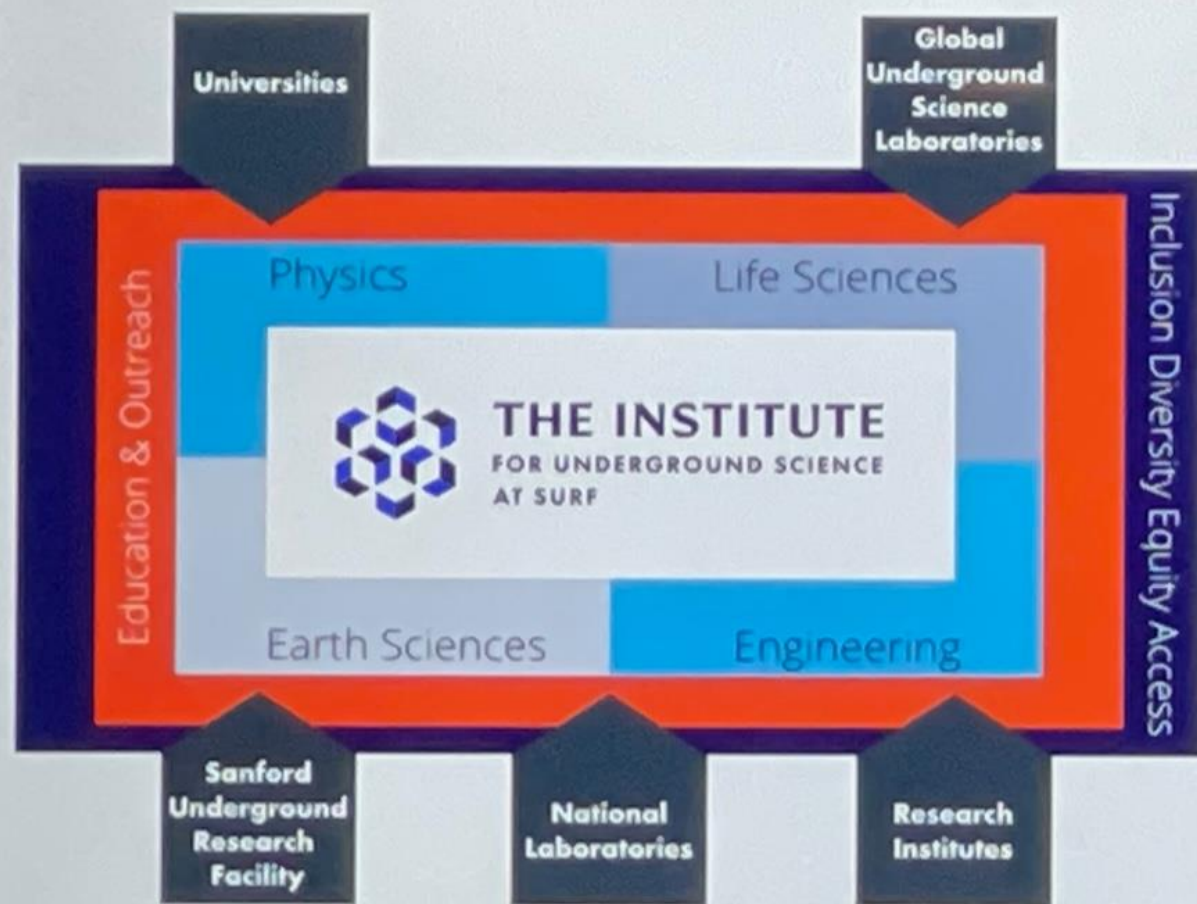 Universities
Global
Underground
Science
Laboratories
Education & Outreach
Physics
Life Sciences
Inclusion Diversity Equity Access
THE INSTITUTE
FOR UNDERGROUND SCIENCE
AT SURF
Earth Sciences
Engineering
Sanford
Underground
Research
Facility
National
Laboratories
Research
Institutes